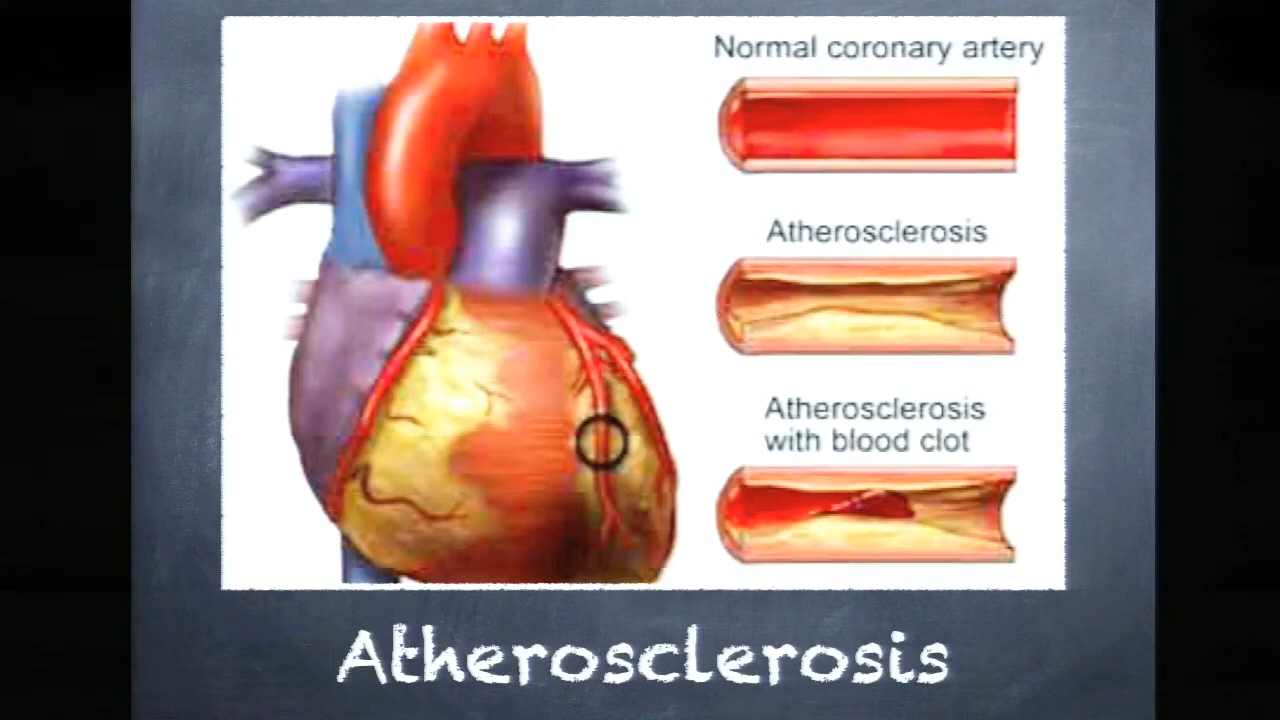 Normal coronary artery
Atherosclerosis
Atherosclerosis
with blood clot
Atherosclerosis